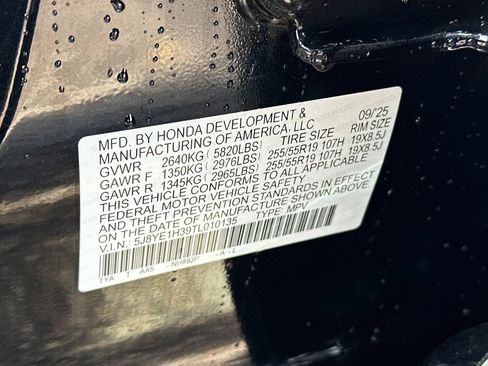 MFD. BY HONDA DEVELOPMENT & 09/25
MANUFACTURING OF AMERICA, LLC
TIRE SIZE RIM SIZE
GVWR 2640KG ( 5820LBS)
GAWR F 1350KG ( 2976LBS) 255/55R19 107H 19X8.5J
GAWR R 1345KG ( 2965LBS) 255/55R19 107H 19X8.5J
THIS VEHICLE CONFORMS TO ALL APPLICABLE
FEDERAL MOTOR VEHICLE SAFETY
AND THEFT PREVENTION STANDARDS IN EFFECT
ON THE DATE OF MANUFACTURE SHOWN ABOVE.
V.I.N.: 5J8YE1H39TL010135 TYPE: MPV
TYA T AA5 - NH893P -A-L